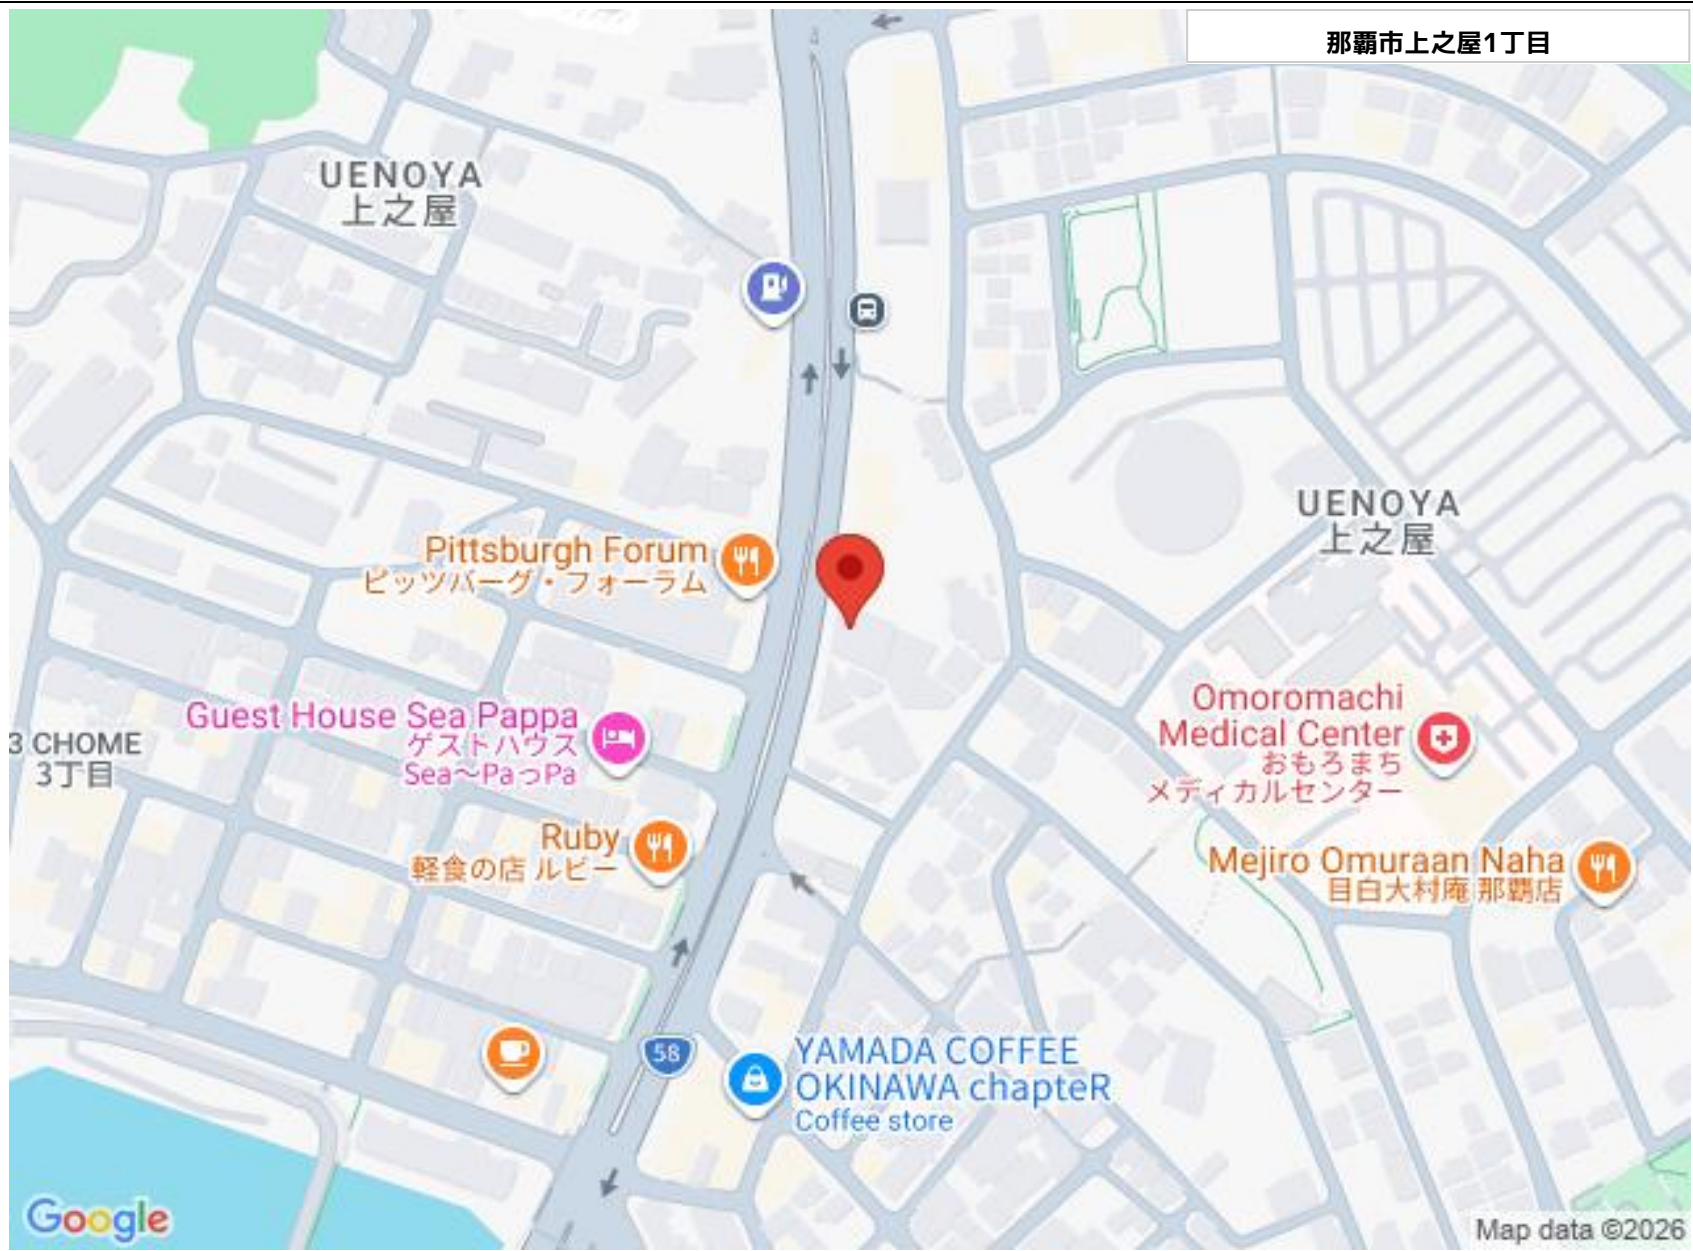 那覇市上之屋1丁目
UENOYA
上之屋
UENOYA
上之屋
Pittsburgh Forum
ピッツバーグ・フォーラム
Guest House Sea Pappa
ゲストハウス
Sea～PaっPa
3 CHOME
3丁目
Omoromachi
Medical Center
おもろまち
メディカルセンター
Ruby
軽食の店 ルビー
Mejiro Omuraan Naha
目白大村庵 那覇店
58
YAMADA COFFEE
OKINAWA chapteR
Coffee store
Google
Map data ©2026